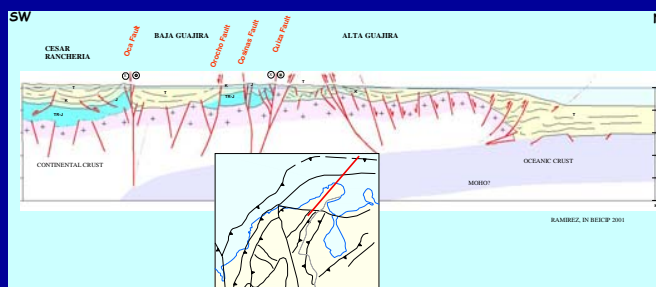 SW
N
CESAR
RANCHERIA
Oca Fault
BAJA GUAJIRA
Orocho Fault
Cosinas Fault
Cuiza Fault
ALTA GUAJIRA
T
K
J
TR-J
T
K
J
TR-J
T
K
T
CONTINENTAL CRUST
OCEANIC CRUST
MOHO?
RAMIREZ, IN BEICIP 2001